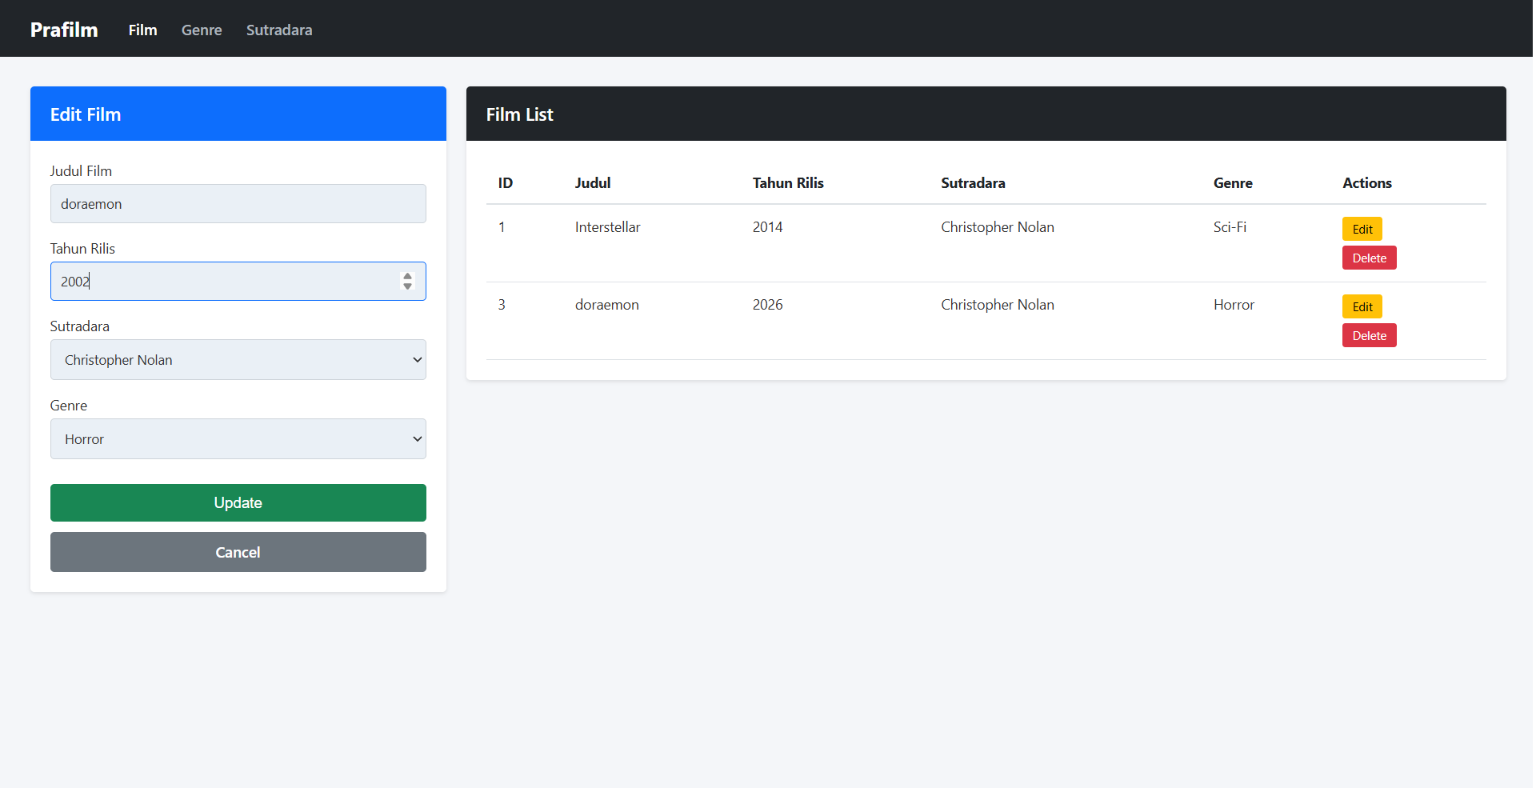 Prafilm Film Genre Sutradara
Edit Film
Judul Film
doraemon
Tahun Rilis
2002
Sutradara
Christopher Nolan
Genre
Horror
Update
Cancel
Film List
ID Judul Tahun Rilis Sutradara Genre Actions
1 Interstellar 2014 Christopher Nolan Sci-Fi Edit
Delete
3 doraemon 2026 Christopher Nolan Horror Edit
Delete